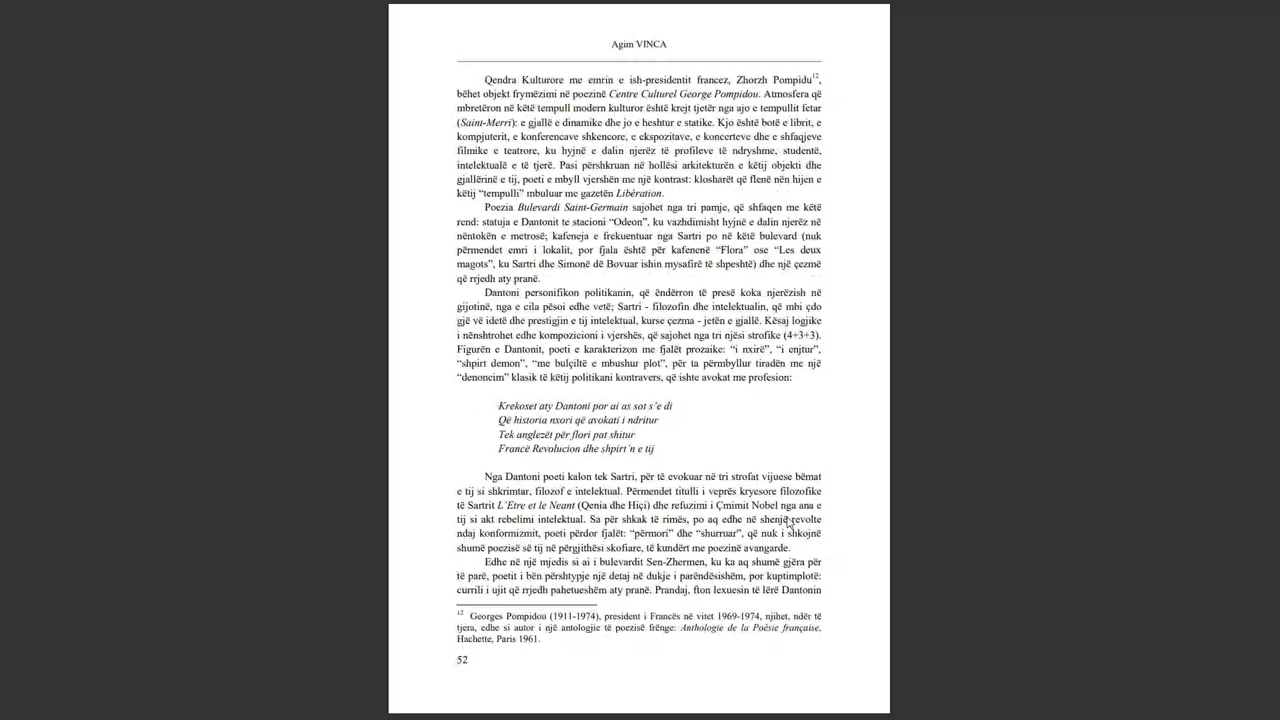 Agim VINCA
Qendra Kulturore me emrin e ish-presidentit francez, Zhorzh Pompidu12,
bëhet objekt frymëzimi në poezinë Centre Culturel George Pompidou. Atmosfera që
mbretëron në këtë tempull modern kulturor është krejt tjetër nga ajo e tempullit fetar
(Saint-Merri): e gjallë e dinamike dhe jo e heshtur e statike. Kjo është botë e librit, e
kompjuterit, e konferencave shkencore, e ekspozitave, e koncerteve dhe e shfaqjeve
filmike e teatrore, ku hyjnë e dalin njerëz të profileve të ndryshme, studentë,
intelektualë e të tjerë. Pasi përshkruan në hollësi arkitekturën e këtij objekti dhe
gjallërinë e tij, poeti e mbyll vjershën me një kontrast: klosharët që flenë nën hijen e
këtij “tempulli” mbuluar me gazetën Libération.
Poezia Bulevardi Saint-Germain sajohet nga tri pamje, që shfaqen me këtë
rend: statuja e Dantonit te stacioni “Odeon”, ku vazhdimisht hyjnë e dalin njerëz në
nëntokën e metrosë; kafeneja e frekuentuar nga Sartri po në këtë bulevard (nuk
përmendet emri i lokalit, por fjala është për kafenenë “Flora” ose “Les deux
magots”, ku Sartri dhe Simonë dë Bovuar ishin mysafirë të shpeshtë) dhe një çezmë
që rrjedh aty pranë.
Dantoni personifikon politikanin, që ëndërron të presë koka njerëzish në
gijotinë, nga e cila pësoi edhe vetë; Sartri - filozofin dhe intelektualin, që mbi çdo
gjë vë idetë dhe prestigjin e tij intelektual, kurse çezma - jetën e gjallë. Kësaj logjike
i nënshtrohet edhe kompozicioni i vjershës, që sajohet nga tri njësi strofike (4+3+3).
Figurën e Dantonit, poeti e karakterizon me fjalët prozaike: “i nxirë”, “i enjtur”,
“shpirt demon”, “me bulçiltë e mbushur plot”, për ta përmbyllur tiradën me një
“denoncim” klasik të këtij politikani kontravers, që ishte avokat me profesion:
Krekoset aty Dantoni por ai as sot s’e di
Që historia nxori që avokati i ndritur
Tek anglezët për flori pat shitur
Francë Revolucion dhe shpirt’n e tij
Nga Dantoni poeti kalon tek Sartri, për të evokuar në tri strofat vijuese bëmat
e tij si shkrimtar, filozof e intelektual. Përmendet titulli i veprës kryesore filozofike
të Sartrit L’Etre et le Neant (Qenia dhe Hiçi) dhe refuzimi i Çmimit Nobel nga ana e
tij si akt rebelimi intelektual. Sa për shkak të rimës, po aq edhe në shenjë revolte
ndaj konformizmit, poeti përdor fjalët: “përmori” dhe “shurruar”, që nuk i shkojnë
shumë poezisë së tij në përgjithësi skofiare, të kundërt me poezinë avangarde.
Edhe në një mjedis si ai i bulevardit Sen-Zhermen, ku ka aq shumë gjëra për
të parë, poetit i bën përshtypje një detaj në dukje i parëndësishëm, por kuptimplotë:
currili i ujit që rrjedh pahetueshëm aty pranë. Prandaj, fton lexuesin të lërë Dantonin
12 Georges Pompidou (1911-1974), president i Francës në vitet 1969-1974, njihet, ndër të
tjera, edhe si autor i një antologjie të poezisë frënge: Anthologie de la Poésie française,
Hachette, Paris 1961.
52